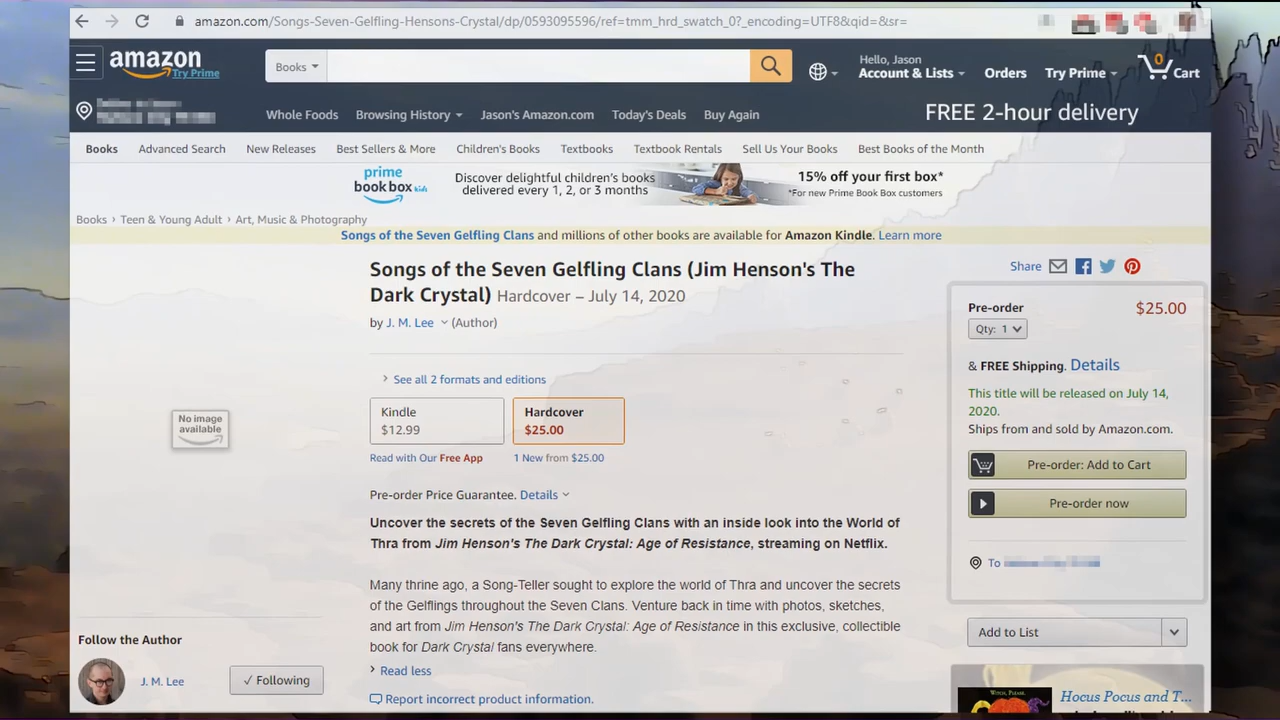 amazon.com/Songs-Seven-Gelfling-Hensons-Crystal/dp/0593095596/ref=tmm_hrd_swatch_0?_encoding=UTF8&qid=&sr=
amazon
Try Prime
Books
Hello, Jason
Account & Lists
Orders
Try Prime
0
Cart
Whole Foods
Browsing History
Jason's Amazon.com
Today's Deals
Buy Again
FREE 2-hour delivery
Books
Advanced Search
New Releases
Best Sellers & More
Children's Books
Textbooks
Textbook Rentals
Sell Us Your Books
Best Books of the Month
prime
book box kids
Discover delightful children's books
delivered every 1, 2, or 3 months
15% off your first box*
*For new Prime Book Box customers
Books › Teen & Young Adult › Art, Music & Photography
Songs of the Seven Gelfling Clans and millions of other books are available for Amazon Kindle. Learn more
Songs of the Seven Gelfling Clans (Jim Henson's The
Dark Crystal) Hardcover – July 14, 2020
by J. M. Lee (Author)
See all 2 formats and editions
Kindle
$12.99
Hardcover
$25.00
Read with Our Free App
1 New from $25.00
Pre-order Price Guarantee. Details
Uncover the secrets of the Seven Gelfling Clans with an inside look into the World of
Thra from Jim Henson's The Dark Crystal: Age of Resistance, streaming on Netflix.
Many thrine ago, a Song-Teller sought to explore the world of Thra and uncover the secrets
of the Gelflings throughout the Seven Clans. Venture back in time with photos, sketches,
and art from Jim Henson's The Dark Crystal: Age of Resistance in this exclusive, collectible
book for Dark Crystal fans everywhere.
Read less
Report incorrect product information.
No image
available
Follow the Author
J. M. Lee
✓ Following
Share
Pre-order
$25.00
Qty: 1
& FREE Shipping. Details
This title will be released on July 14,
2020.
Ships from and sold by Amazon.com.
Pre-order: Add to Cart
Pre-order now
To
Add to List
WITCH, PLEASE.
Hocus Pocus and T...